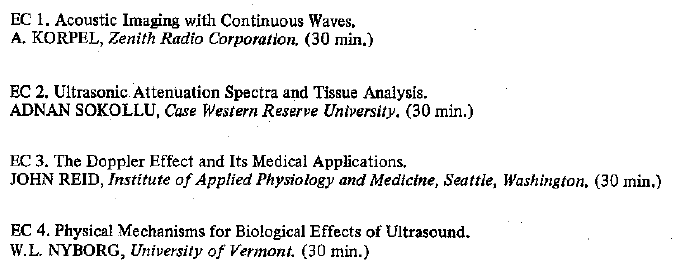 EC 1. Acoustic Imaging with Continuous Waves.
A. KORPEL, Zenith Radio Corporation. (30 min.)
EC 2. Ultrasonic Attenuation Spectra and Tissue Analysis.
ADNAN SOKOLLU, Case Western Reserve University. (30 min.)
EC 3. The Doppler Effect and Its Medical Applications.
JOHN REID, Institute of Applied Physiology and Medicine, Seattle, Washington. (30 min.)
EC 4. Physical Mechanisms for Biological Effects of Ultrasound.
W.L. NYBORG, University of Vermont. (30 min.)